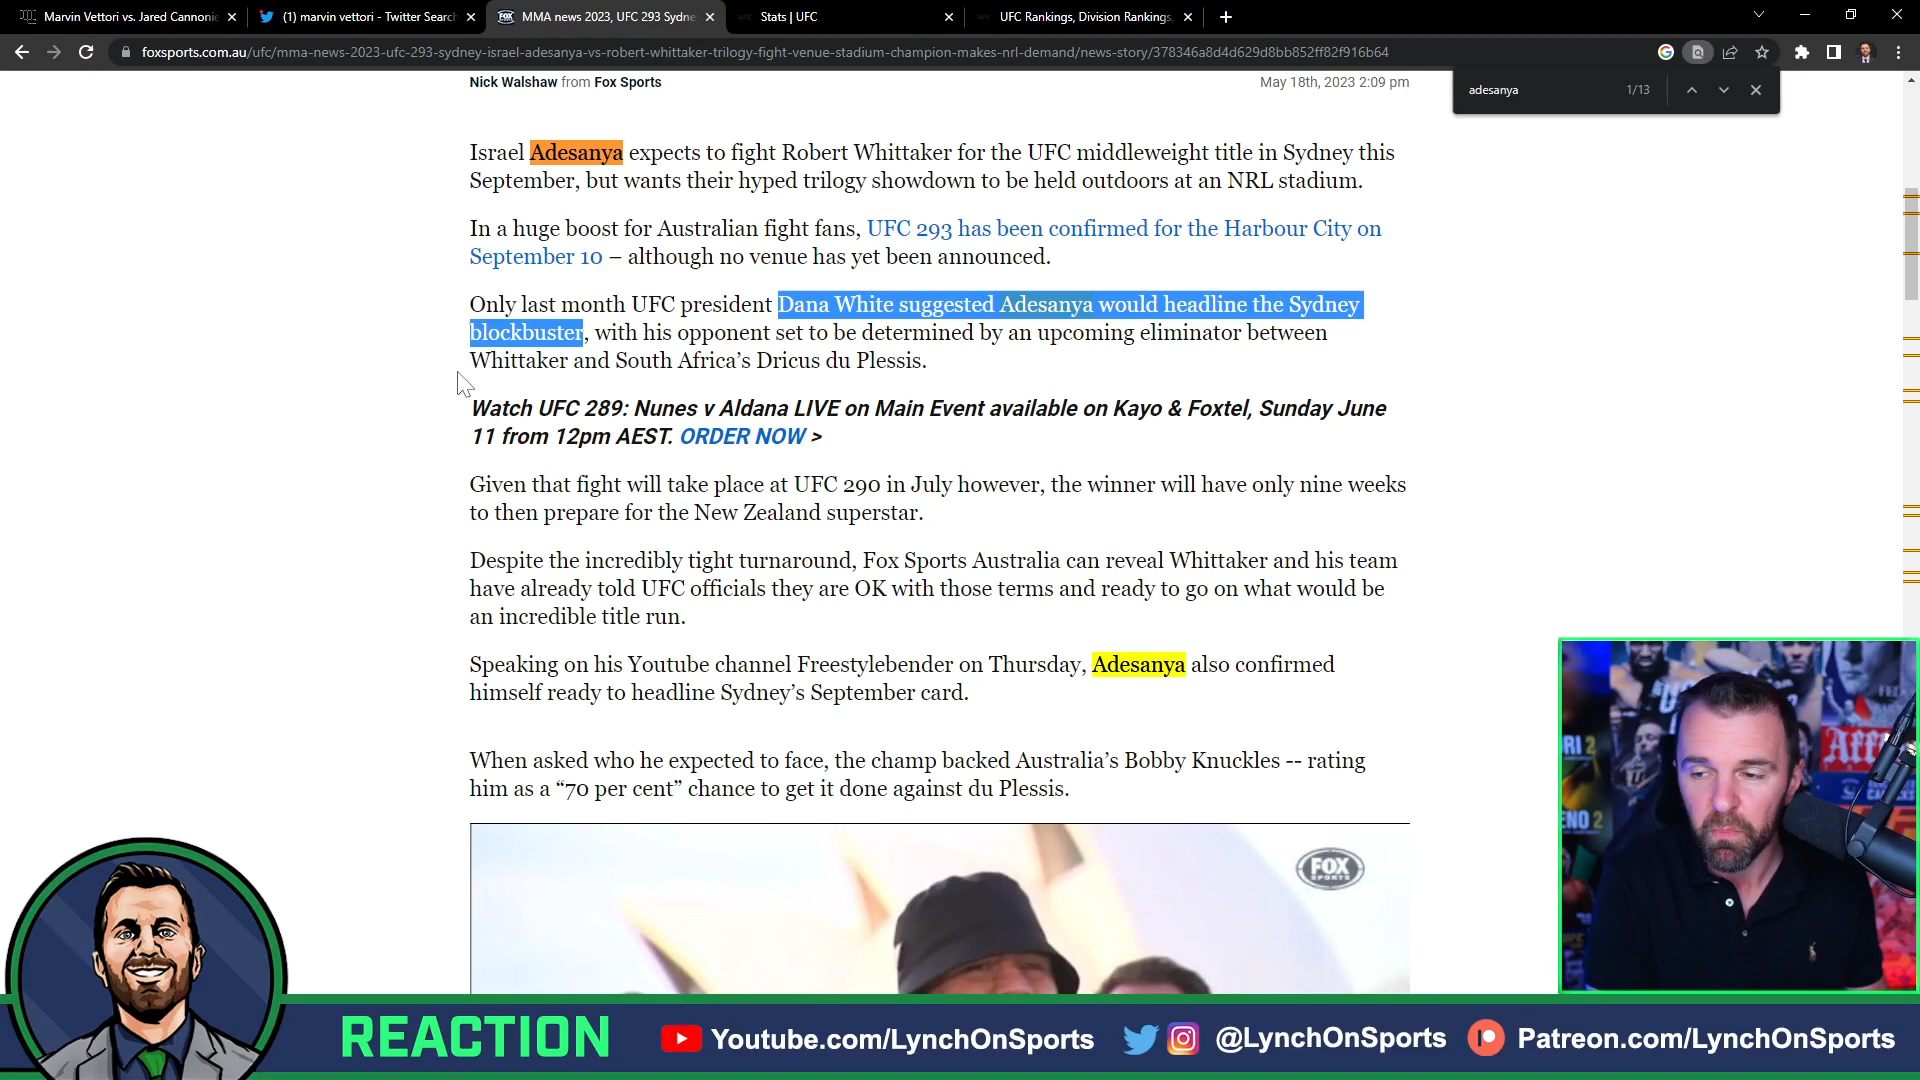 Marvin Vettori vs. Jared Cannonie
(1) marvin vettori - Twitter Search
MMA news 2023, UFC 293 Sydne
Stats | UFC
UFC Rankings, Division Rankings,
foxsports.com.au/ufc/mma-news-2023-ufc-293-sydney-israel-adesanya-vs-robert-whittaker-trilogy-fight-venue-stadium-champion-makes-nrl-demand/news-story/378346a8d4d629d8bb852ff82f916b64
adesanya 1/13
Nick Walshaw from Fox Sports
May 18th, 2023 2:09 pm
Israel Adesanya expects to fight Robert Whittaker for the UFC middleweight title in Sydney this
September, but wants their hyped trilogy showdown to be held outdoors at an NRL stadium.
In a huge boost for Australian fight fans, UFC 293 has been confirmed for the Harbour City on
September 10 – although no venue has yet been announced.
Only last month UFC president Dana White suggested Adesanya would headline the Sydney
blockbuster, with his opponent set to be determined by an upcoming eliminator between
Whittaker and South Africa’s Dricus du Plessis.
Watch UFC 289: Nunes v Aldana LIVE on Main Event available on Kayo & Foxtel, Sunday June
11 from 12pm AEST. ORDER NOW >
Given that fight will take place at UFC 290 in July however, the winner will have only nine weeks
to then prepare for the New Zealand superstar.
Despite the incredibly tight turnaround, Fox Sports Australia can reveal Whittaker and his team
have already told UFC officials they are OK with those terms and ready to go on what would be
an incredible title run.
Speaking on his Youtube channel Freestylebender on Thursday, Adesanya also confirmed
himself ready to headline Sydney’s September card.
When asked who he expected to face, the champ backed Australia’s Bobby Knuckles -- rating
him as a “70 per cent” chance to get it done against du Plessis.
FOX
SPORTS
REACTION
Youtube.com/LynchOnSports
@LynchOnSports
Patreon.com/LynchOnSports